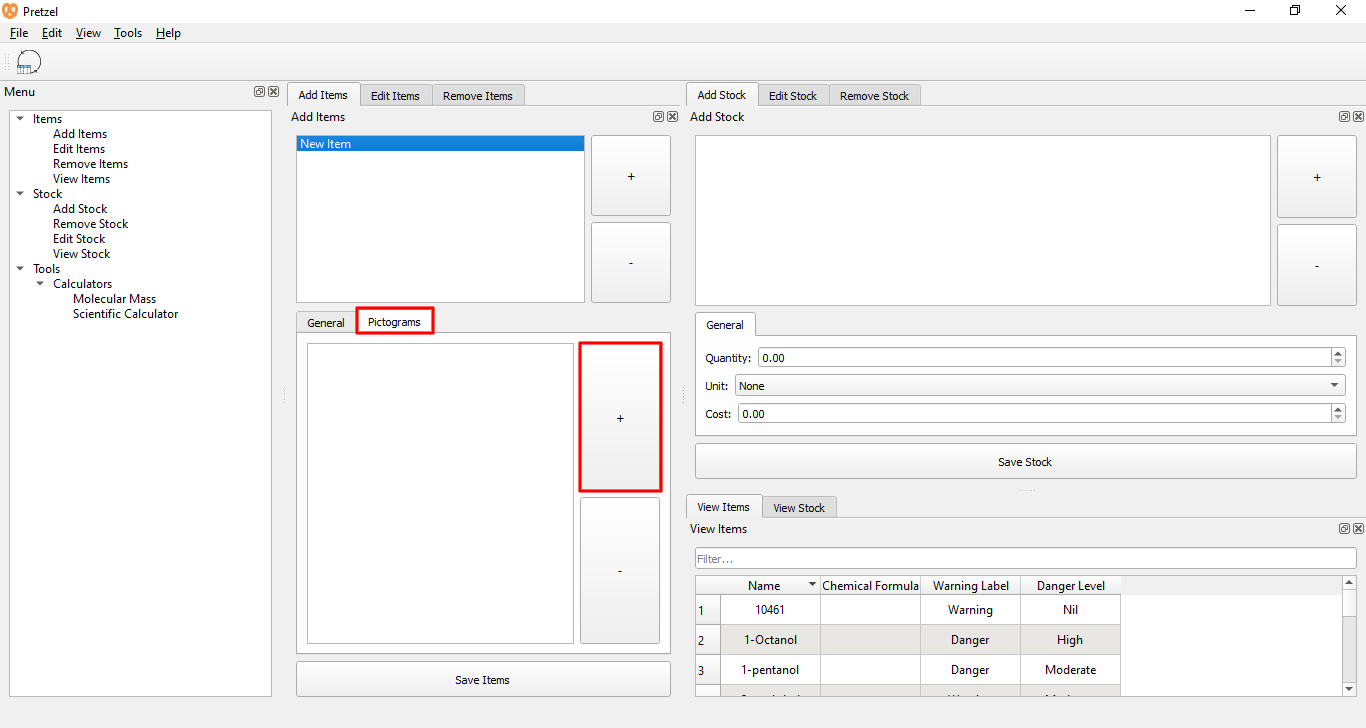 Pretzel
File Edit View Tools Help
Menu
Items
Add Items
Edit Items
Remove Items
View Items
Stock
Add Stock
Remove Stock
Edit Stock
View Stock
Tools
Calculators
Molecular Mass
Scientific Calculator
Add Items Edit Items Remove Items
Add Items
New Item
+
-
General Pictograms
+
-
Save Items
Add Stock Edit Stock Remove Stock
Add Stock
+
-
General
Quantity: 0.00
Unit: None
Cost: 0.00
Save Stock
View Items View Stock
View Items
Filter...
Name Chemical Formula Warning Label Danger Level
1 10461 Warning Nil
2 1-Octanol Danger High
3 1-pentanol Danger Moderate